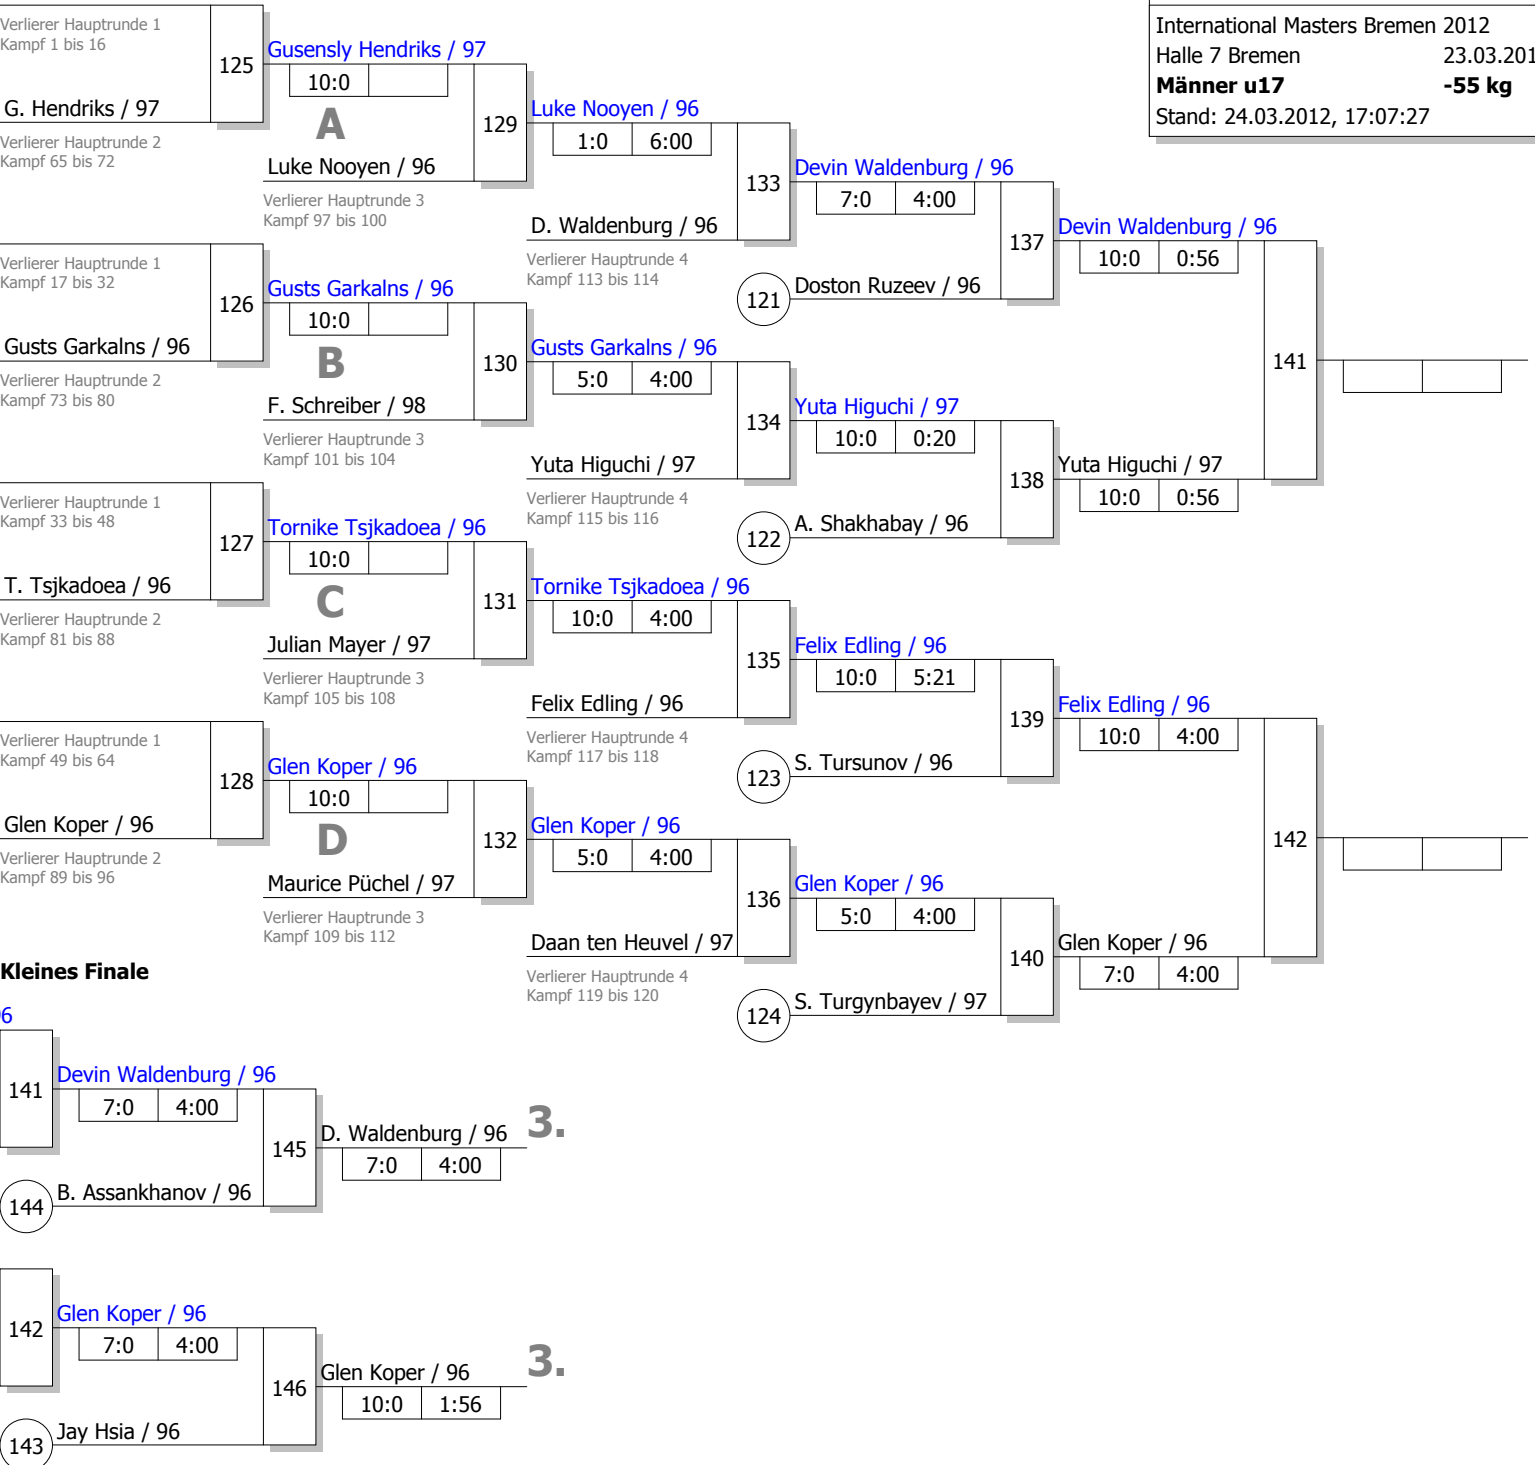 International Masters Bremen 2012
Halle 7 Bremen 23.03.201
Männer u17 -55 kg
Stand: 24.03.2012, 17:07:27
Verlierer Hauptrunde 1
Kampf 1 bis 16
125
G. Hendriks / 97
Verlierer Hauptrunde 2
Kampf 65 bis 72
Gusensly Hendriks / 97
10:0
A
129
Luke Nooyen / 96
Verlierer Hauptrunde 3
Kampf 97 bis 100
Luke Nooyen / 96
1:0 6:00
133
D. Waldenburg / 96
Verlierer Hauptrunde 4
Kampf 113 bis 114
Devin Waldenburg / 96
7:0 4:00
137
121
Doston Ruzeev / 96
Devin Waldenburg / 96
10:0 0:56
141
Verlierer Hauptrunde 1
Kampf 17 bis 32
126
Gusts Garkalns / 96
Verlierer Hauptrunde 2
Kampf 73 bis 80
Gusts Garkalns / 96
10:0
B
130
F. Schreiber / 98
Verlierer Hauptrunde 3
Kampf 101 bis 104
Gusts Garkalns / 96
5:0 4:00
134
Yuta Higuchi / 97
Verlierer Hauptrunde 4
Kampf 115 bis 116
Yuta Higuchi / 97
10:0 0:20
138
122
A. Shakhabay / 96
Yuta Higuchi / 97
10:0 0:56
Verlierer Hauptrunde 1
Kampf 33 bis 48
127
T. Tsjkadoea / 96
Verlierer Hauptrunde 2
Kampf 81 bis 88
Tornike Tsjkadoea / 96
10:0
C
131
Julian Mayer / 97
Verlierer Hauptrunde 3
Kampf 105 bis 108
Tornike Tsjkadoea / 96
10:0 4:00
135
Felix Edling / 96
Verlierer Hauptrunde 4
Kampf 117 bis 118
Felix Edling / 96
10:0 5:21
139
123
S. Tursunov / 96
Felix Edling / 96
10:0 4:00
142
Verlierer Hauptrunde 1
Kampf 49 bis 64
128
Glen Koper / 96
Verlierer Hauptrunde 2
Kampf 89 bis 96
Glen Koper / 96
10:0
D
132
Maurice Püchel / 97
Verlierer Hauptrunde 3
Kampf 109 bis 112
Glen Koper / 96
5:0 4:00
136
Daan ten Heuvel / 97
Verlierer Hauptrunde 4
Kampf 119 bis 120
Glen Koper / 96
5:0 4:00
140
124
S. Turgynbayev / 97
Glen Koper / 96
7:0 4:00
Kleines Finale
6
141
Devin Waldenburg / 96
7:0 4:00
145
144
B. Assankhanov / 96
D. Waldenburg / 96
7:0 4:00
3.
142
Glen Koper / 96
7:0 4:00
146
143
Jay Hsia / 96
Glen Koper / 96
10:0 1:56
3.